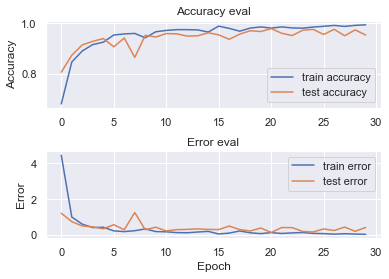 Accuracy eval
1.0
0.8
Accuracy
train accuracy
test accuracy
0 5 10 15 20 25 30
Error eval
4
2
0
Error
train error
test error
0 5 10 15 20 25 30
Epoch